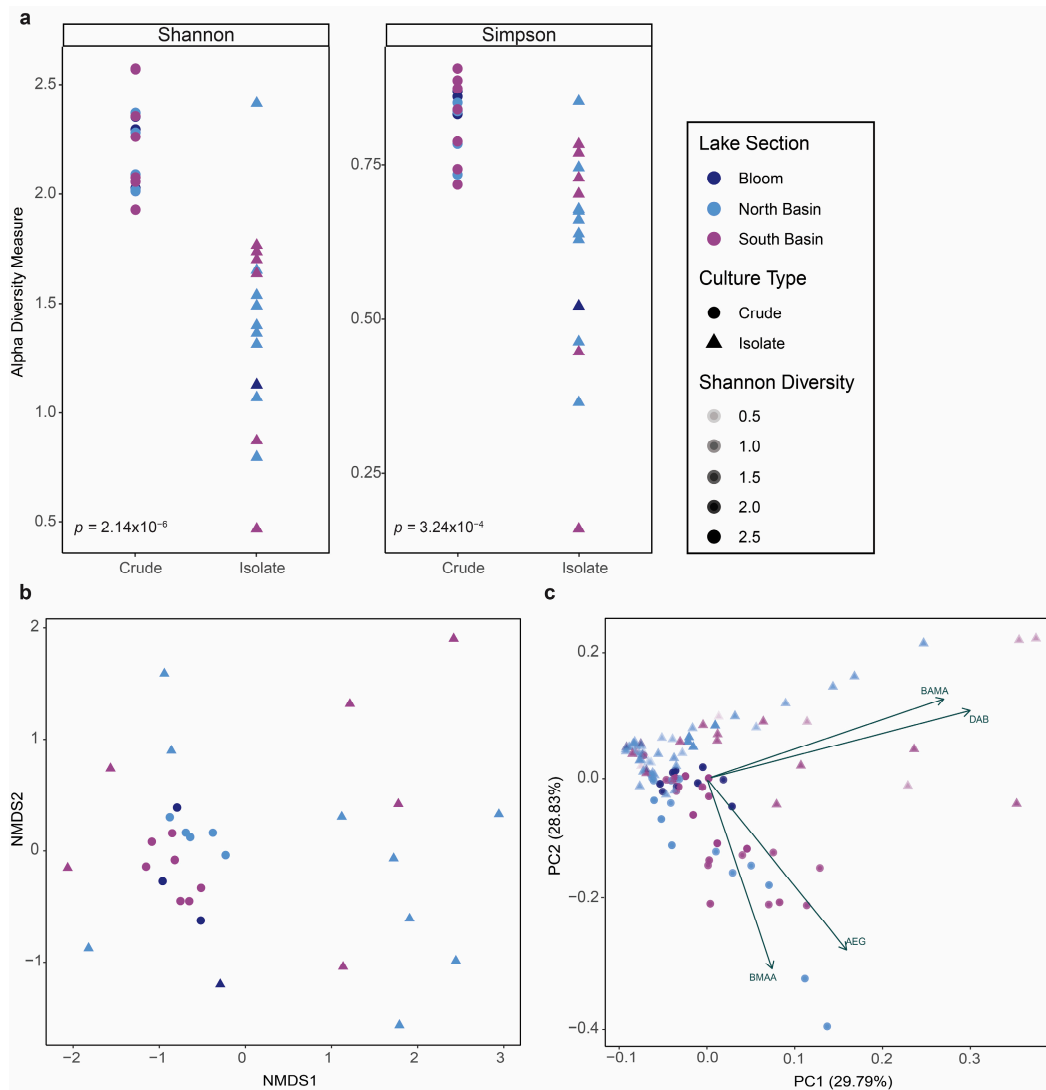 a
Shannon
Simpson
Alpha Diversity Measure
2.5
2.0
1.5
1.0
0.5
p = 2.14x10⁻⁶
Crude
Isolate
0.75
0.50
0.25
p = 3.24x10⁻⁴
Crude
Isolate
Lake Section
Bloom
North Basin
South Basin
Culture Type
Crude
Isolate
Shannon Diversity
0.5
1.0
1.5
2.0
2.5
b
NMDS2
2
1
0
−1
−2
−1
0
1
2
3
NMDS1
c
PC2 (28.83%)
0.2
0.0
−0.2
−0.4
BAMA
DAB
AEG
BMAA
−0.1
0.0
0.1
0.2
0.3
PC1 (29.79%)